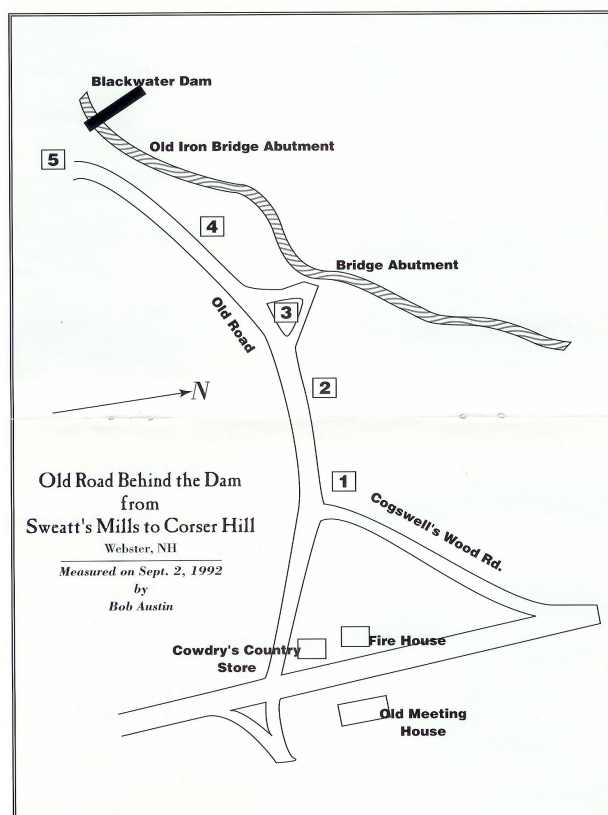 Blackwater Dam
Old Iron Bridge Abutment
5
4
Bridge Abutment
3
Old Road
2
N
1
Old Road Behind the Dam
from
Sweatt's Mills to Corser Hill
Webster, NH
Measured on Sept. 2, 1992
by
Bob Austin
Cogswell's Wood Rd.
Cowdry's Country
Store
Fire House
Old Meeting
House